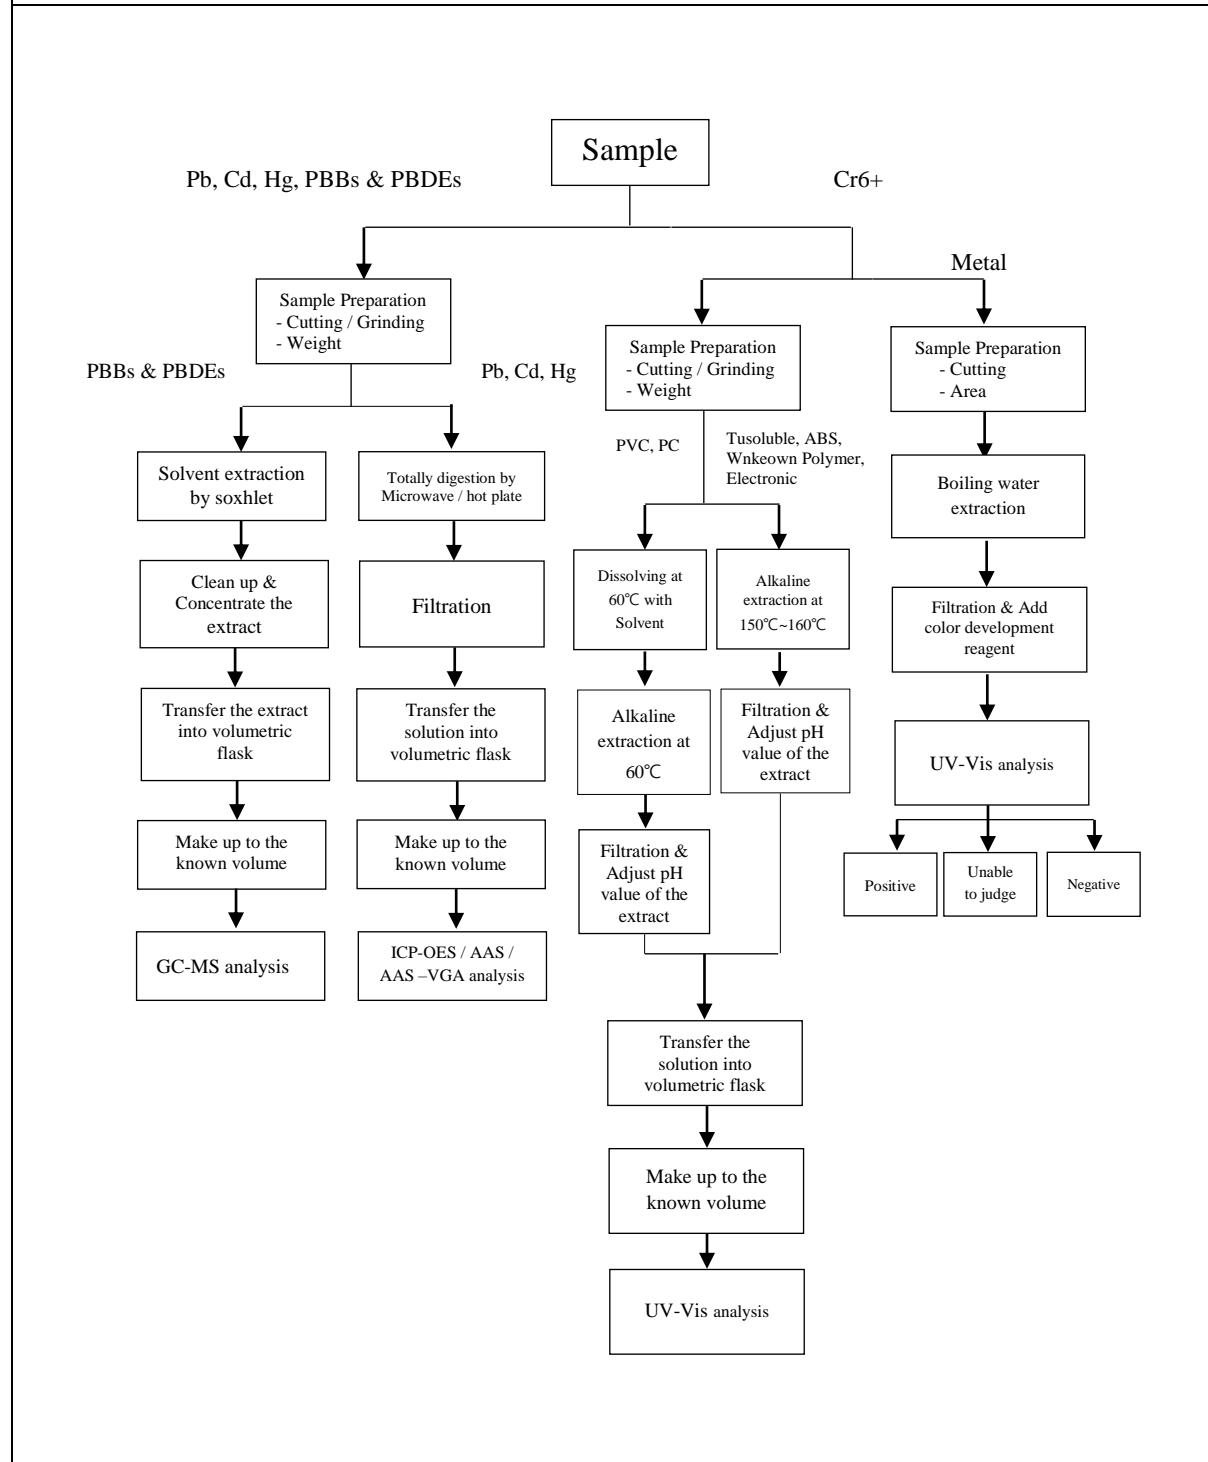 Sample
Pb, Cd, Hg, PBBs & PBDEs
Cr6+
Metal
Sample Preparation
- Cutting / Grinding
- Weight
PBBs & PBDEs
Pb, Cd, Hg
Solvent extraction
by soxhlet
Clean up &
Concentrate the
extract
Transfer the extract
into volumetric
flask
Make up to the
known volume
GC-MS analysis
Totally digestion by
Microwave / hot plate
Filtration
Transfer the
solution into
volumetric flask
Make up to the
known volume
ICP-OES / AAS /
AAS –VGA analysis
Sample Preparation
- Cutting / Grinding
- Weight
PVC, PC
Tusoluble, ABS,
Wnkeown Polymer,
Electronic
Dissolving at
60℃ with
Solvent
Alkaline
extraction at
60℃
Filtration &
Adjust pH
value of the
extract
Alkaline
extraction at
150℃~160℃
Filtration &
Adjust pH
value of the
extract
Transfer the
solution into
volumetric flask
Make up to the
known volume
UV-Vis analysis
Sample Preparation
- Cutting
- Area
Boiling water
extraction
Filtration & Add
color development
reagent
UV-Vis analysis
Positive
Unable
to judge
Negative